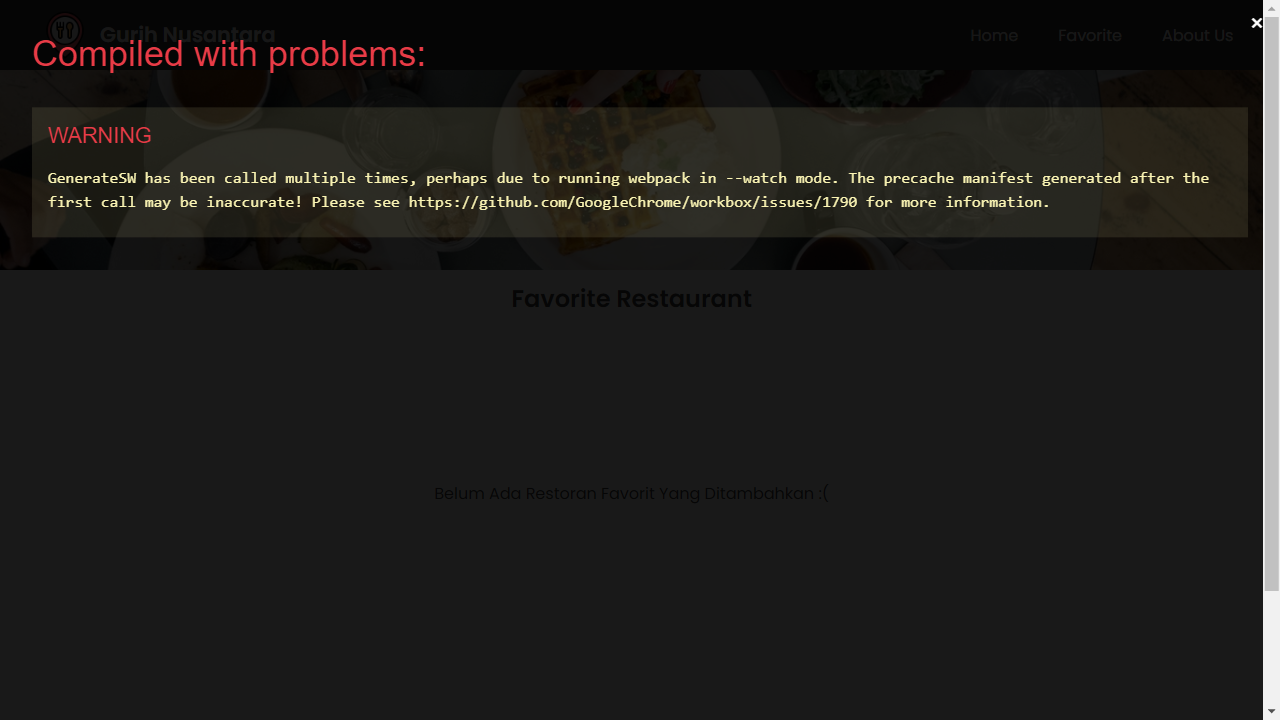 Gurih Nusantara
Home
Favorite
About Us
Compiled with problems:
WARNING
GenerateSW has been called multiple times, perhaps due to running webpack in --watch mode. The precache manifest generated after the
first call may be inaccurate! Please see https://github.com/GoogleChrome/workbox/issues/1790 for more information.
Favorite Restaurant
Belum Ada Restoran Favorit Yang Ditambahkan :(